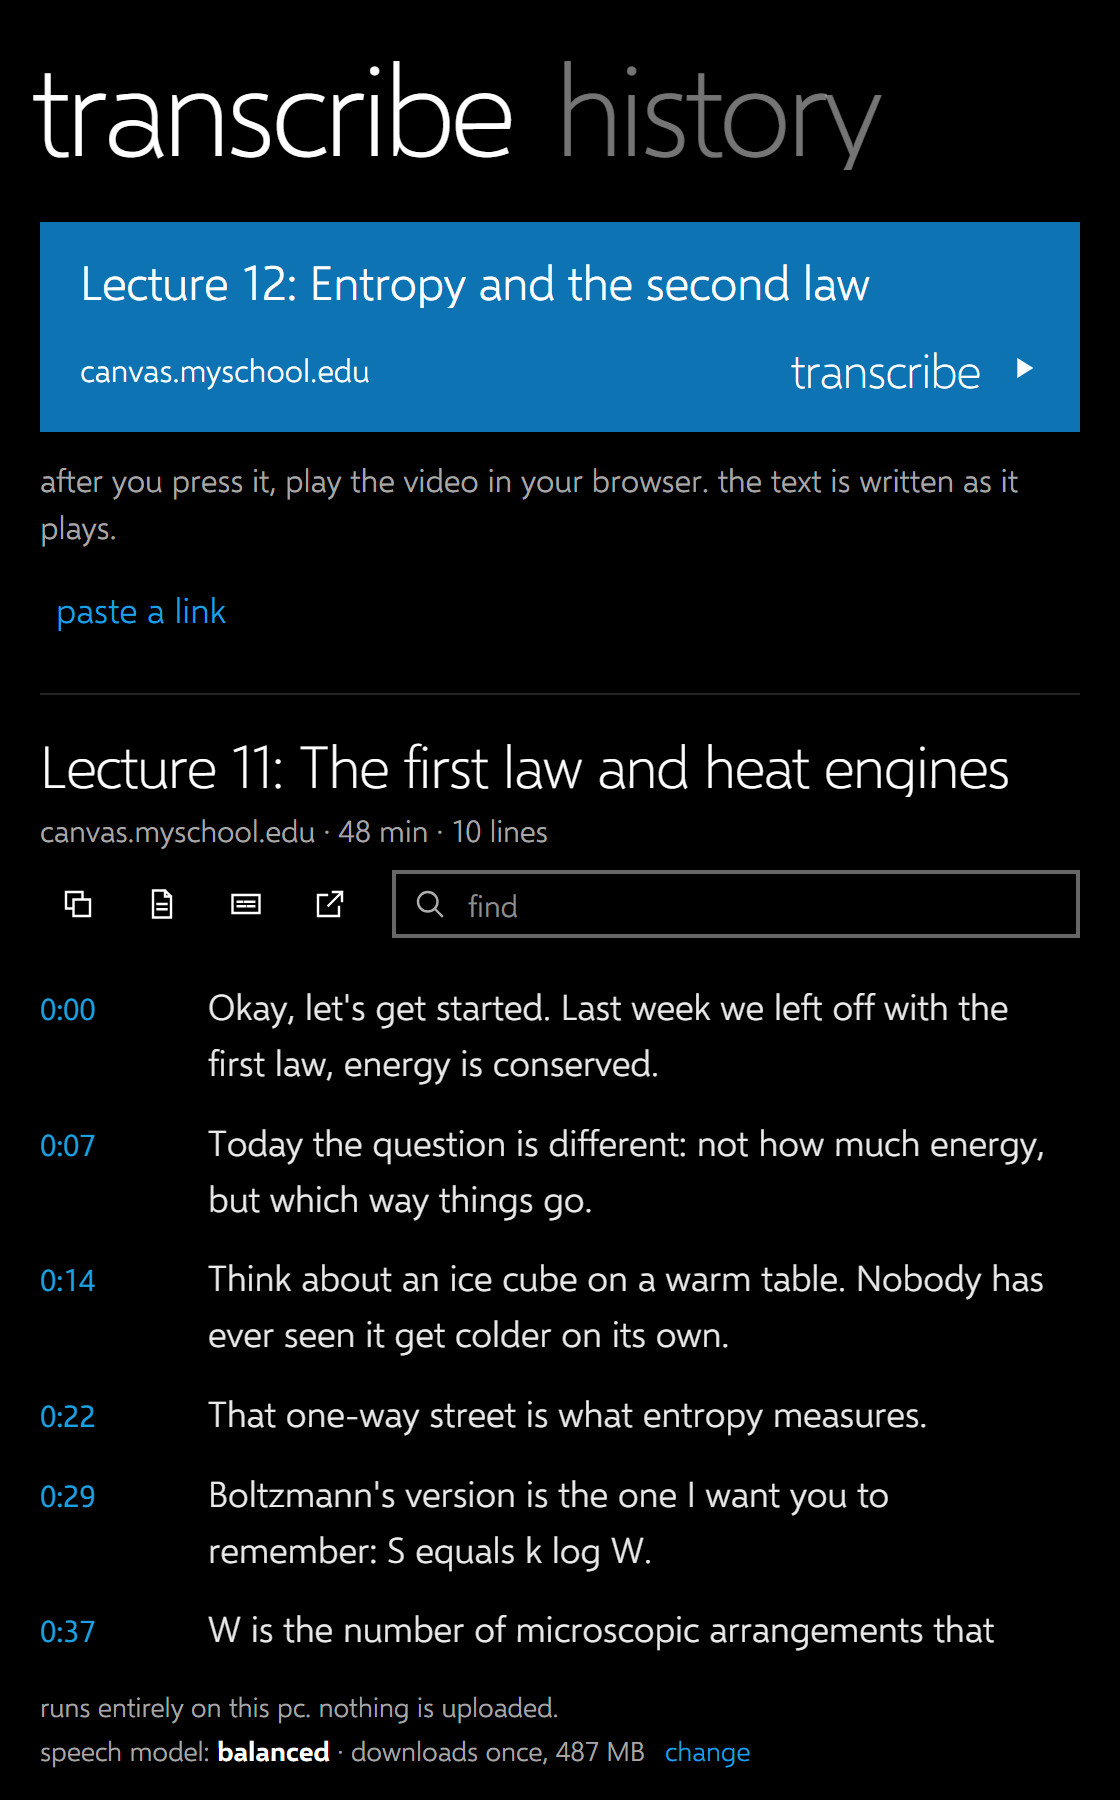 transcribe history
Lecture 12: Entropy and the second law
canvas.myschool.edu
transcribe
after you press it, play the video in your browser. the text is written as it
plays.
paste a link
Lecture 11: The first law and heat engines
canvas.myschool.edu · 48 min · 10 lines
find
0:00 Okay, let's get started. Last week we left off with the
first law, energy is conserved.
0:07 Today the question is different: not how much energy,
but which way things go.
0:14 Think about an ice cube on a warm table. Nobody has
ever seen it get colder on its own.
0:22 That one-way street is what entropy measures.
0:29 Boltzmann's version is the one I want you to
remember: S equals k log W.
0:37 W is the number of microscopic arrangements that
runs entirely on this pc. nothing is uploaded.
speech model: balanced · downloads once, 487 MB change